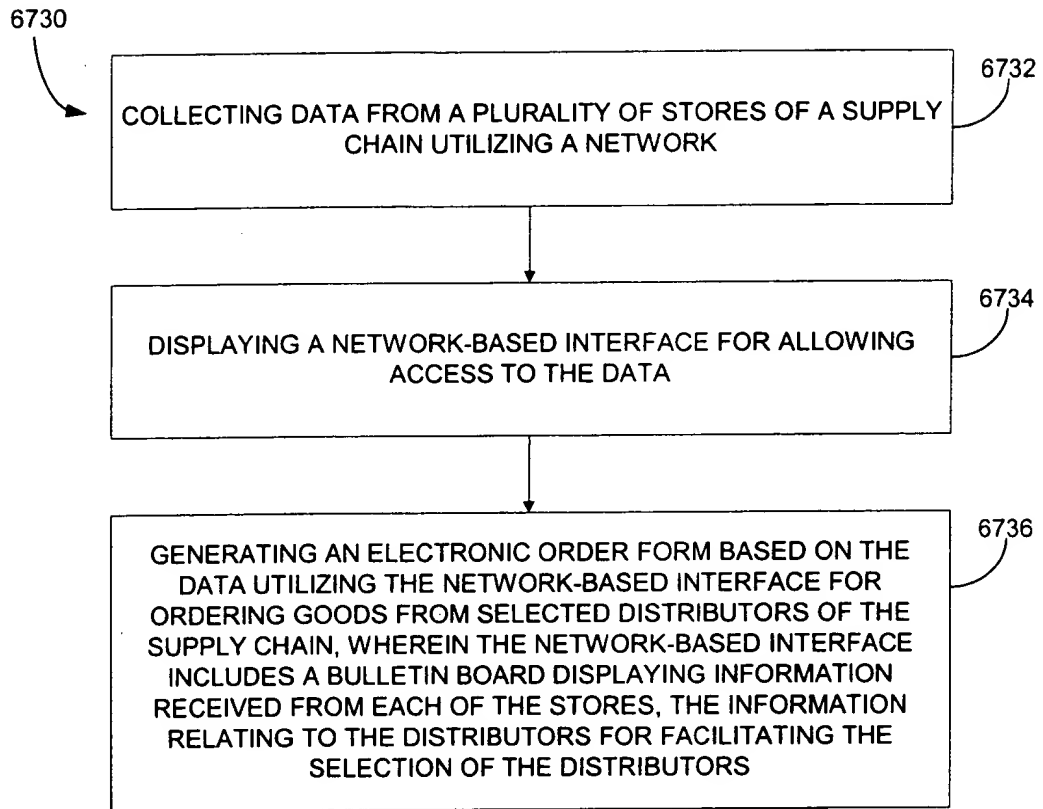 6730
6732
COLLECTING DATA FROM A PLURALITY OF STORES OF A SUPPLY
CHAIN UTILIZING A NETWORK
6734
DISPLAYING A NETWORK-BASED INTERFACE FOR ALLOWING
ACCESS TO THE DATA
6736
GENERATING AN ELECTRONIC ORDER FORM BASED ON THE
DATA UTILIZING THE NETWORK-BASED INTERFACE FOR
ORDERING GOODS FROM SELECTED DISTRIBUTORS OF THE
SUPPLY CHAIN, WHEREIN THE NETWORK-BASED INTERFACE
INCLUDES A BULLETIN BOARD DISPLAYING INFORMATION
RECEIVED FROM EACH OF THE STORES, THE INFORMATION
RELATING TO THE DISTRIBUTORS FOR FACILITATING THE
SELECTION OF THE DISTRIBUTORS